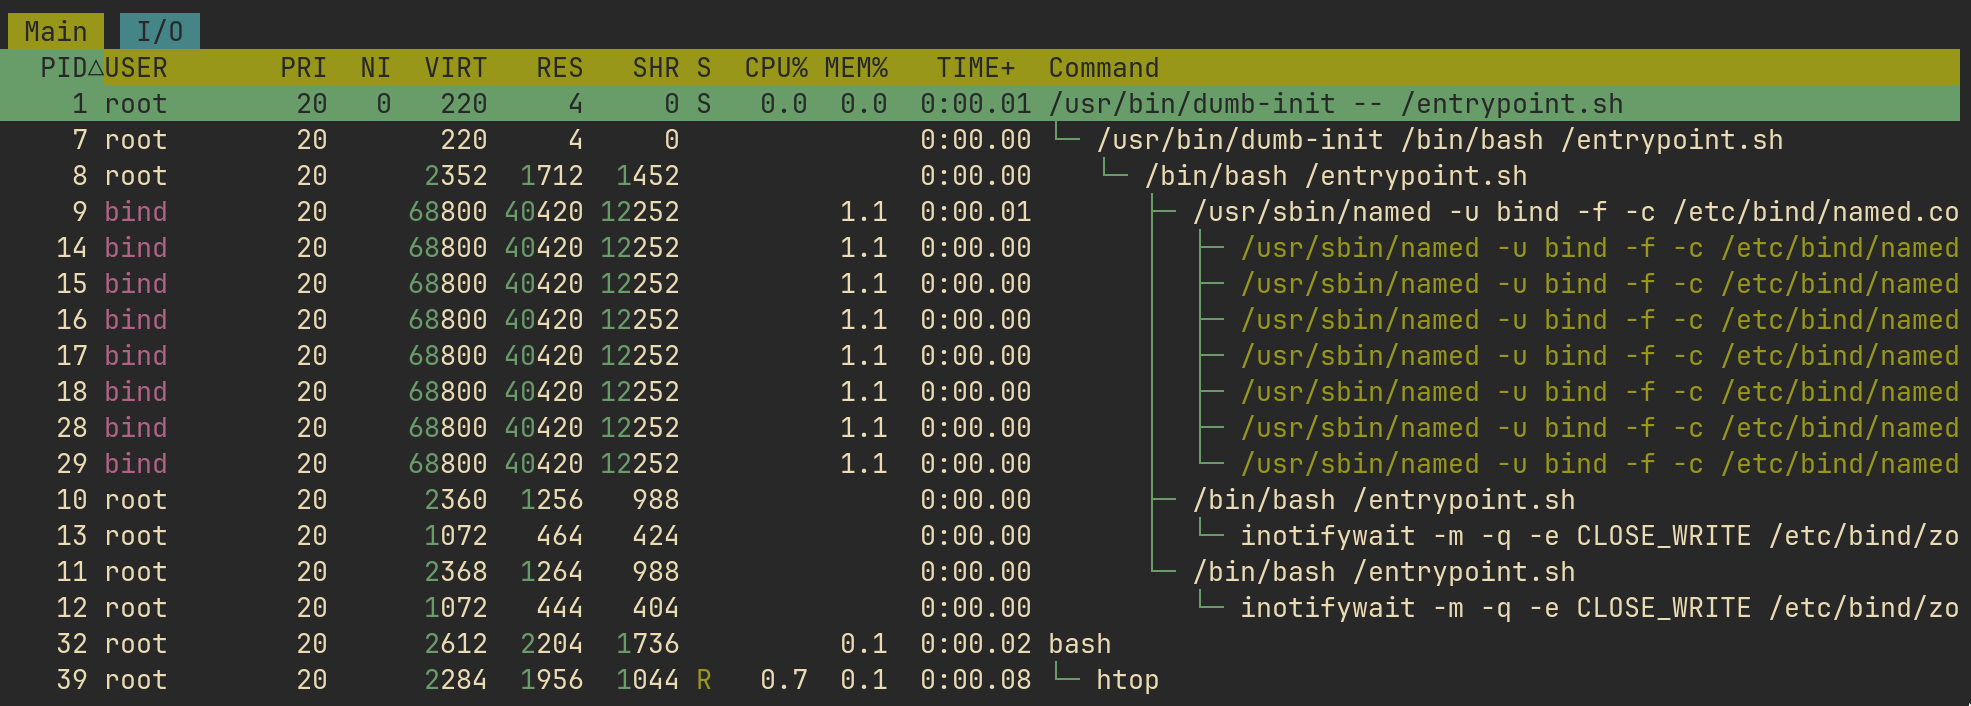 Main I/O
PID△USER PRI NI VIRT RES SHR S CPU% MEM% TIME+ Command
1 root 20 0 220 4 0 S 0.0 0.0 0:00.01 /usr/bin/dumb-init -- /entrypoint.sh
7 root 20 220 4 0 0:00.00 └─ /usr/bin/dumb-init /bin/bash /entrypoint.sh
8 root 20 2352 1712 1452 0:00.00 └─ /bin/bash /entrypoint.sh
9 bind 20 68800 40420 12252 1.1 0:00.01 ├─ /usr/sbin/named -u bind -f -c /etc/bind/named.co
14 bind 20 68800 40420 12252 1.1 0:00.00 │ ├─ /usr/sbin/named -u bind -f -c /etc/bind/named
15 bind 20 68800 40420 12252 1.1 0:00.00 │ ├─ /usr/sbin/named -u bind -f -c /etc/bind/named
16 bind 20 68800 40420 12252 1.1 0:00.00 │ ├─ /usr/sbin/named -u bind -f -c /etc/bind/named
17 bind 20 68800 40420 12252 1.1 0:00.00 │ ├─ /usr/sbin/named -u bind -f -c /etc/bind/named
18 bind 20 68800 40420 12252 1.1 0:00.00 │ ├─ /usr/sbin/named -u bind -f -c /etc/bind/named
28 bind 20 68800 40420 12252 1.1 0:00.00 │ ├─ /usr/sbin/named -u bind -f -c /etc/bind/named
29 bind 20 68800 40420 12252 1.1 0:00.00 │ └─ /usr/sbin/named -u bind -f -c /etc/bind/named
10 root 20 2360 1256 988 0:00.00 ├─ /bin/bash /entrypoint.sh
13 root 20 1072 464 424 0:00.00 │ └─ inotifywait -m -q -e CLOSE_WRITE /etc/bind/zo
11 root 20 2368 1264 988 0:00.00 └─ /bin/bash /entrypoint.sh
12 root 20 1072 444 404 0:00.00 └─ inotifywait -m -q -e CLOSE_WRITE /etc/bind/zo
32 root 20 2612 2204 1736 0.1 0:00.02 bash
39 root 20 2284 1956 1044 R 0.7 0.1 0:00.08 └─ htop